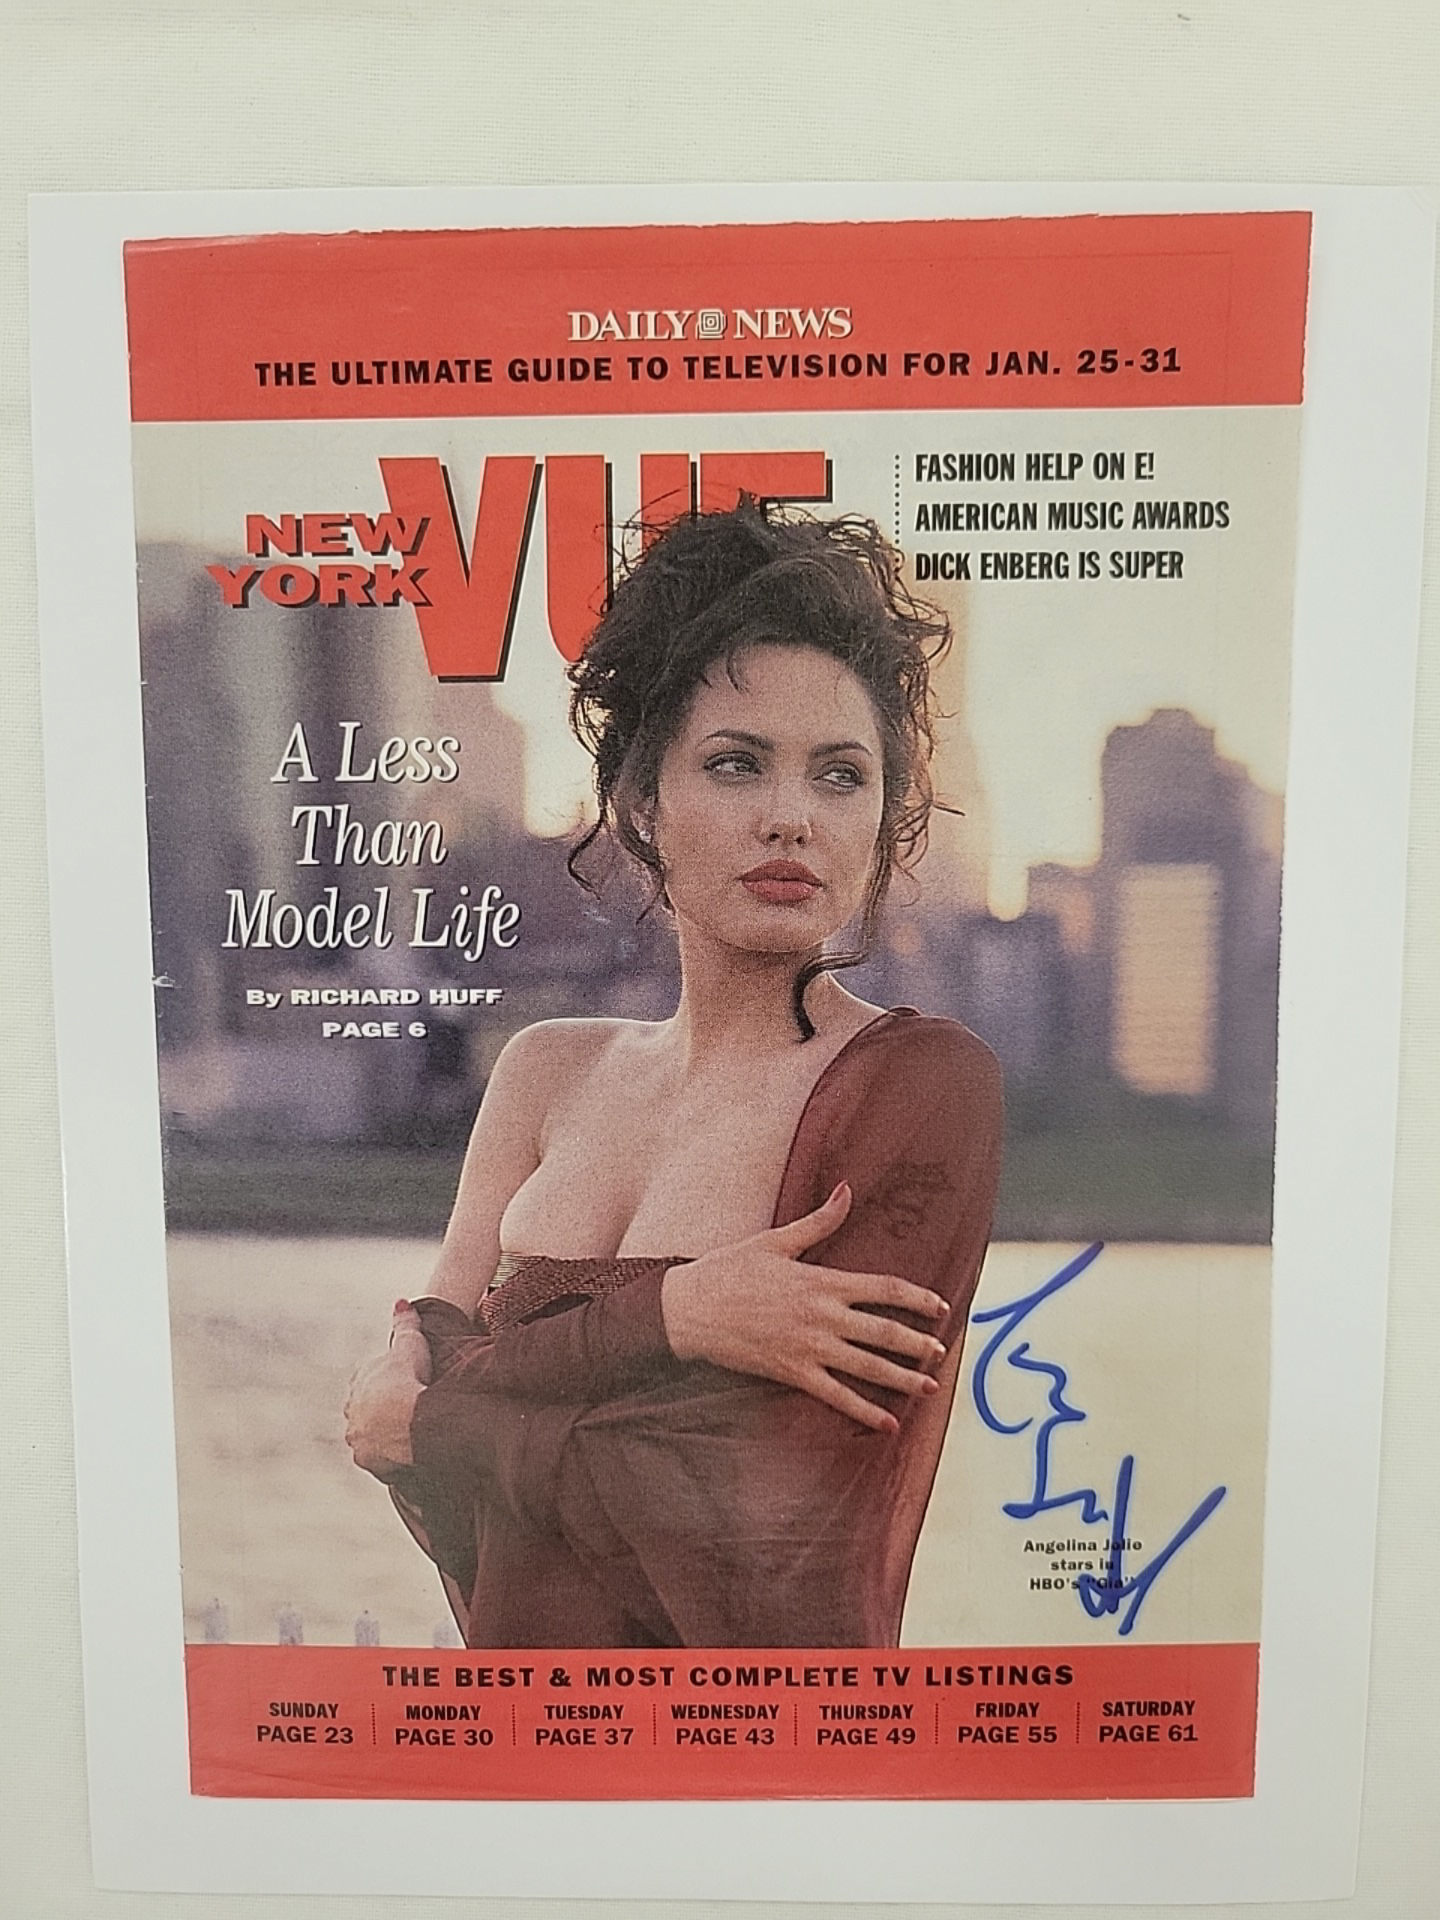 DAILY NEWS
THE ULTIMATE GUIDE TO TELEVISION FOR JAN. 25-31
NEW YORK VUE
FASHION HELP ON E!
AMERICAN MUSIC AWARDS
DICK ENBERG IS SUPER
A Less
Than
Model Life
By RICHARD HUFF
PAGE 6
Angelina Jolie
stars in
HBO's "Gia"
THE BEST & MOST COMPLETE TV LISTINGS
SUNDAY MONDAY TUESDAY WEDNESDAY THURSDAY FRIDAY SATURDAY
PAGE 23 PAGE 30 PAGE 37 PAGE 43 PAGE 49 PAGE 55 PAGE 61